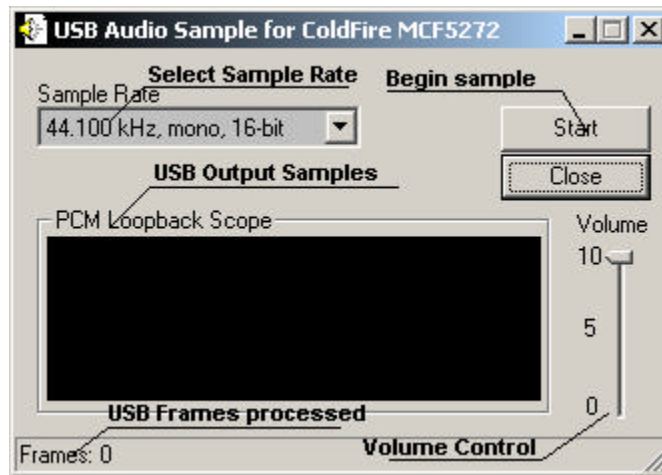 USB Audio Sample for ColdFire MCF5272
Select Sample Rate
Begin sample
Sample Rate
44.100 kHz, mono, 16-bit
Start
USB Output Samples
Close
PCM Loopback Scope
Volume
10
5
0
USB Frames processed
Volume Control
Frames: 0